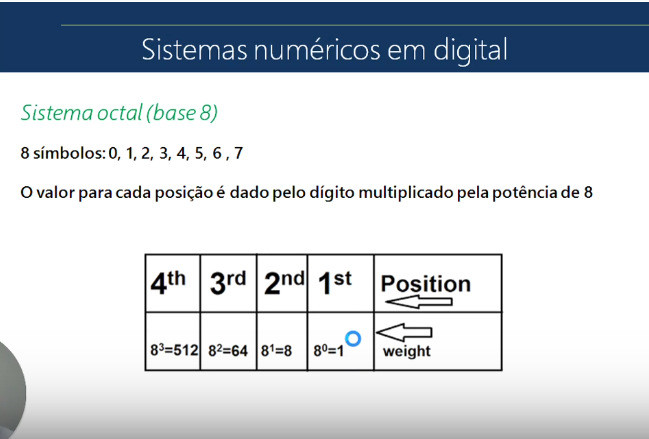 Sistemas numéricos em digital
Sistema octal (base 8)
8 símbolos: 0, 1, 2, 3, 4, 5, 6 , 7
O valor para cada posição é dado pelo dígito multiplicado pela potência de 8
4th 3rd 2nd 1st Position
8³=512 8²=64 8¹=8 8⁰=1 weight